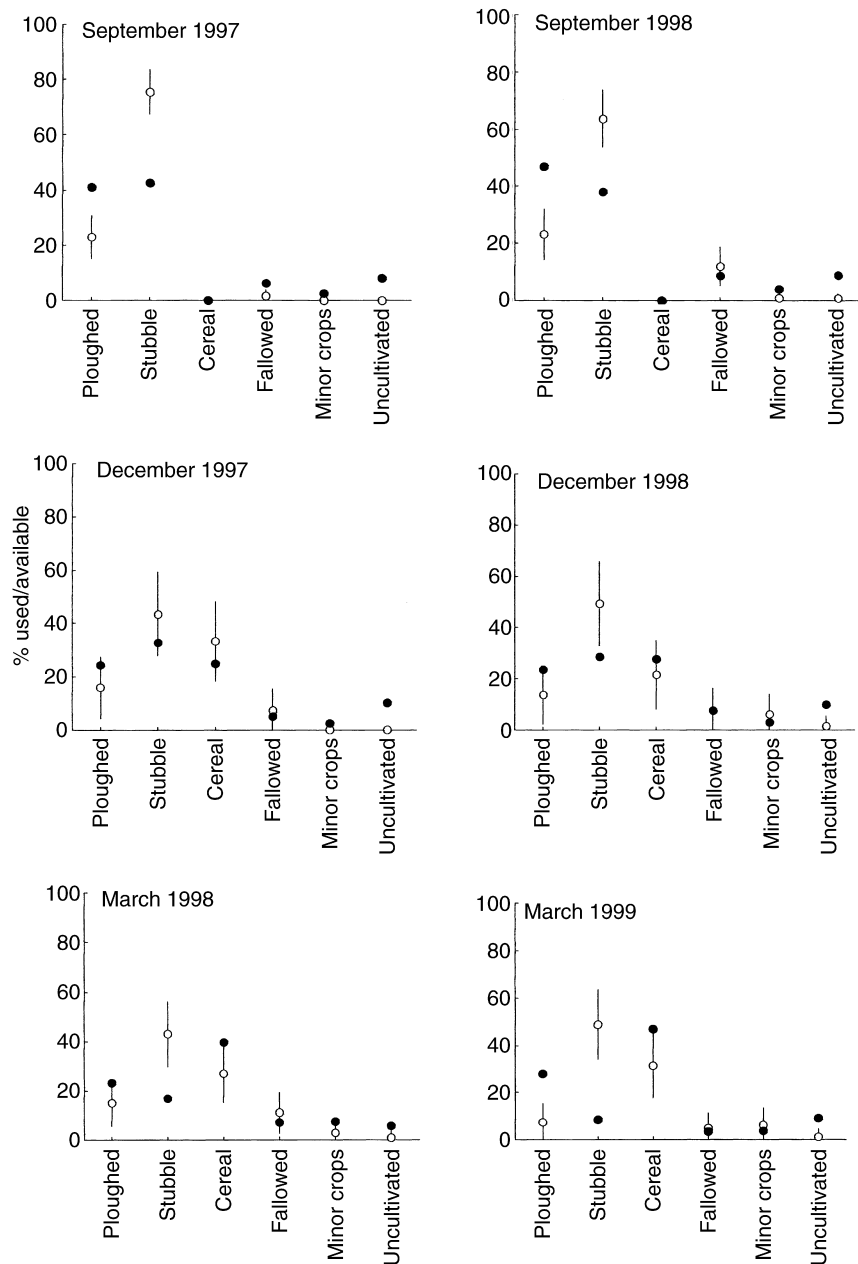 September 1997
100
80
60
40
20
0
Ploughed
Stubble
Cereal
Fallowed
Minor crops
Uncultivated
September 1998
100
80
60
40
20
0
Ploughed
Stubble
Cereal
Fallowed
Minor crops
Uncultivated
% used/available
December 1997
100
80
60
40
20
0
Ploughed
Stubble
Cereal
Fallowed
Minor crops
Uncultivated
December 1998
100
80
60
40
20
0
Ploughed
Stubble
Cereal
Fallowed
Minor crops
Uncultivated
March 1998
100
80
60
40
20
0
Ploughed
Stubble
Cereal
Fallowed
Minor crops
Uncultivated
March 1999
100
80
60
40
20
0
Ploughed
Stubble
Cereal
Fallowed
Minor crops
Uncultivated